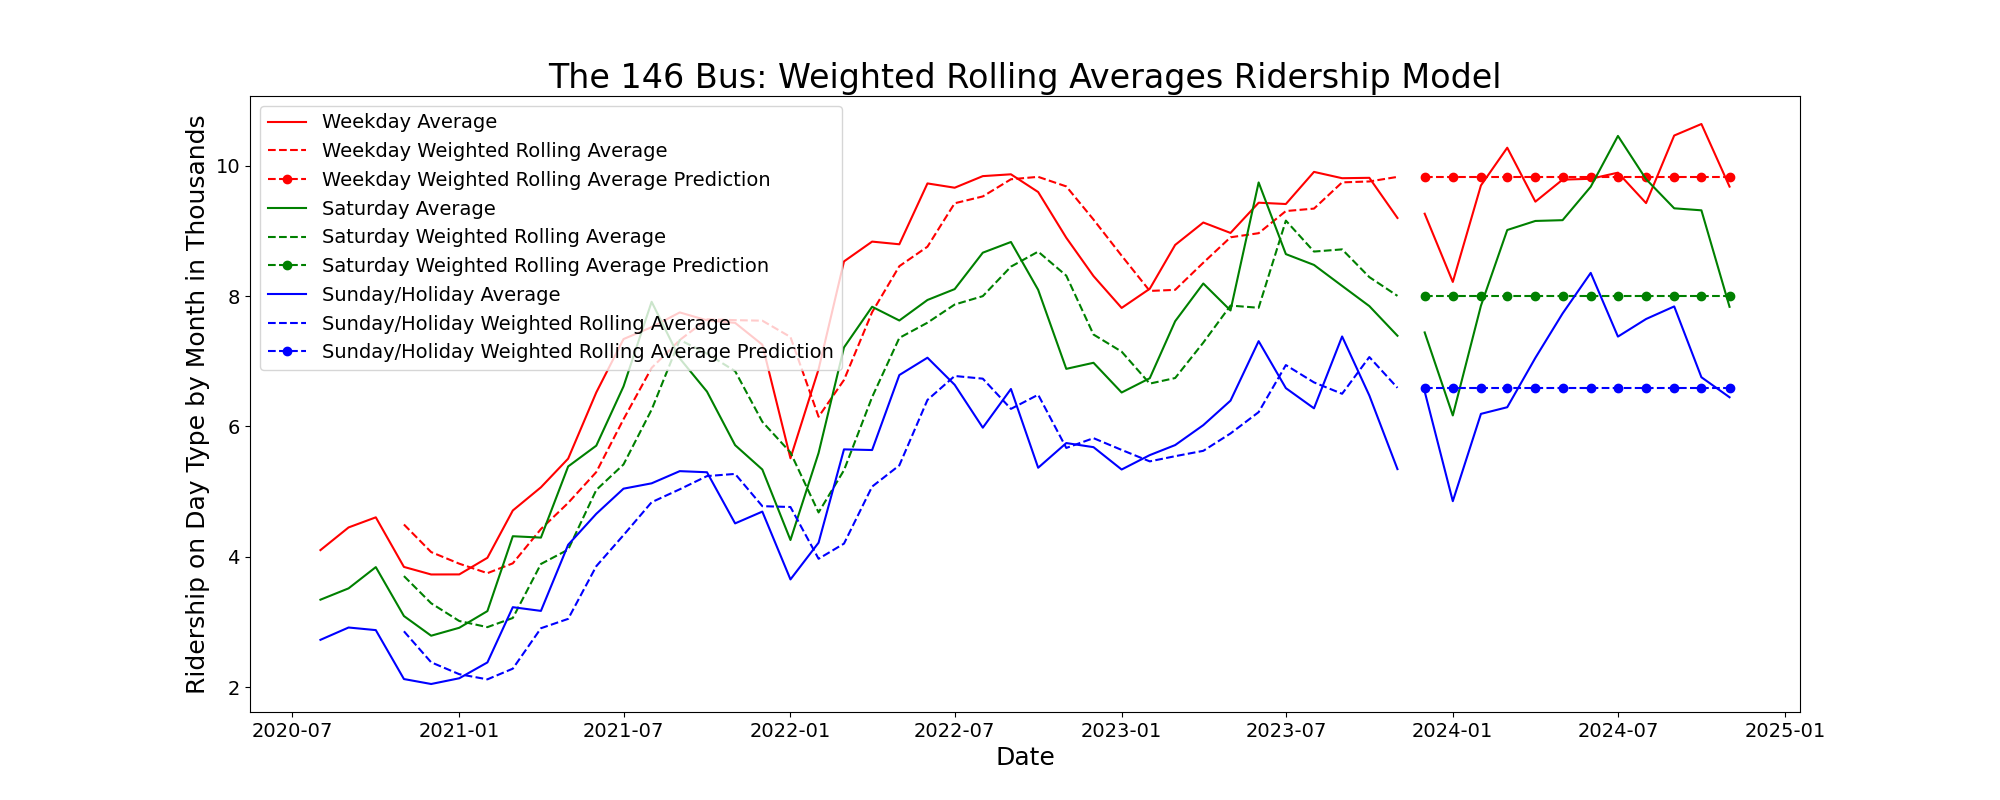 The 146 Bus: Weighted Rolling Averages Ridership Model
Ridership on Day Type by Month in Thousands
10
8
6
4
2
Weekday Average
Weekday Weighted Rolling Average
Weekday Weighted Rolling Average Prediction
Saturday Average
Saturday Weighted Rolling Average
Saturday Weighted Rolling Average Prediction
Sunday/Holiday Average
Sunday/Holiday Weighted Rolling Average
Sunday/Holiday Weighted Rolling Average Prediction
2020-07 2021-01 2021-07 2022-01 2022-07 2023-01 2023-07 2024-01 2024-07 2025-01
Date